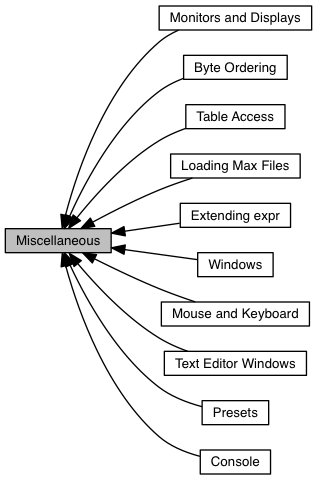 Monitors and Displays
Byte Ordering
Table Access
Loading Max Files
Extending expr
Miscellaneous
Windows
Mouse and Keyboard
Text Editor Windows
Presets
Console